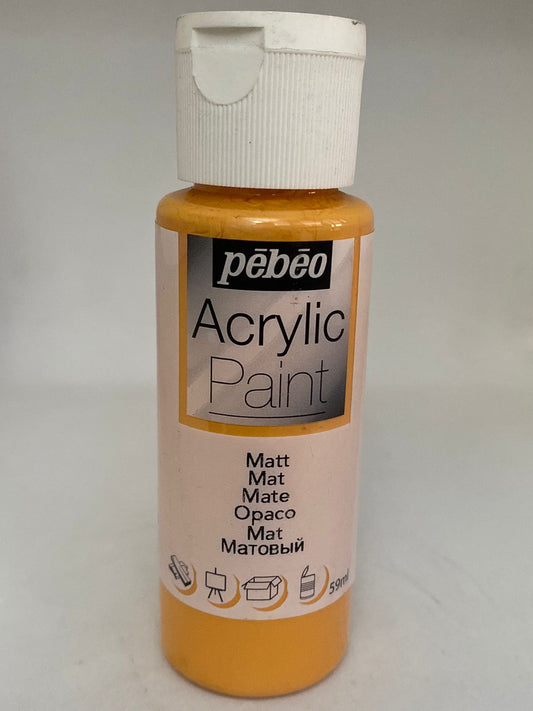 pēbēo
Acrylic
Paint
Matt
Mat
Mate
Opaco
Mat
Матовый
59ml